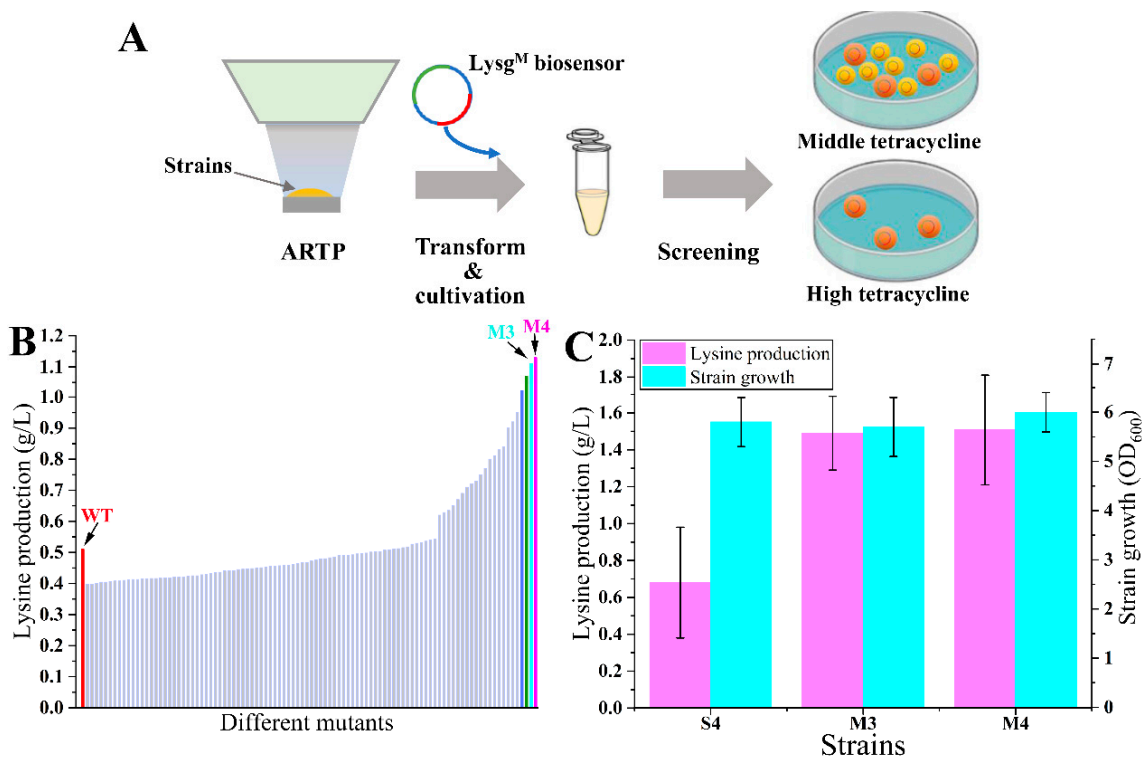 A
Lysgᴹ biosensor
Strains
ARTP
Transform
&
cultivation
Screening
Middle tetracycline
High tetracycline
B
Lysine production (g/L)
1.2
1.1
1.0
0.9
0.8
0.7
0.6
0.5
0.4
0.3
0.2
0.1
0.0
WT
M3
M4
Different mutants
C
Lysine production (g/L)
2.0
1.8
1.6
1.4
1.2
1.0
0.8
0.6
0.4
0.2
0.0
Lysine production
Strain growth
7
6
5
4
3
2
1
0
Strain growth (OD₆₀₀)
S4
M3
M4
Strains